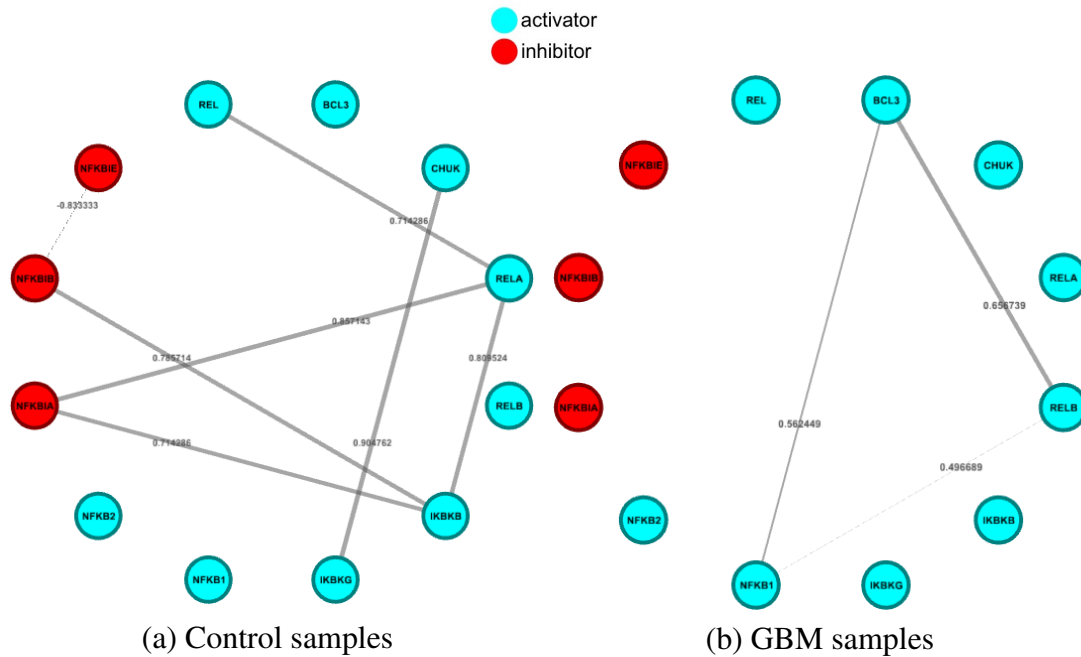 activator
inhibitor
REL
BCL3
NFKBIE
CHUK
-0.833333
0.714286
NFKBIB
RELA
0.857143
0.785714
0.809524
NFKBIA
RELB
0.714286
0.904762
NFKB2
IKBKB
NFKB1
IKBKG
(a) Control samples
REL
BCL3
NFKBIE
CHUK
NFKBIB
RELA
0.656739
NFKBIA
RELB
0.562449
0.496689
NFKB2
IKBKB
NFKB1
IKBKG
(b) GBM samples